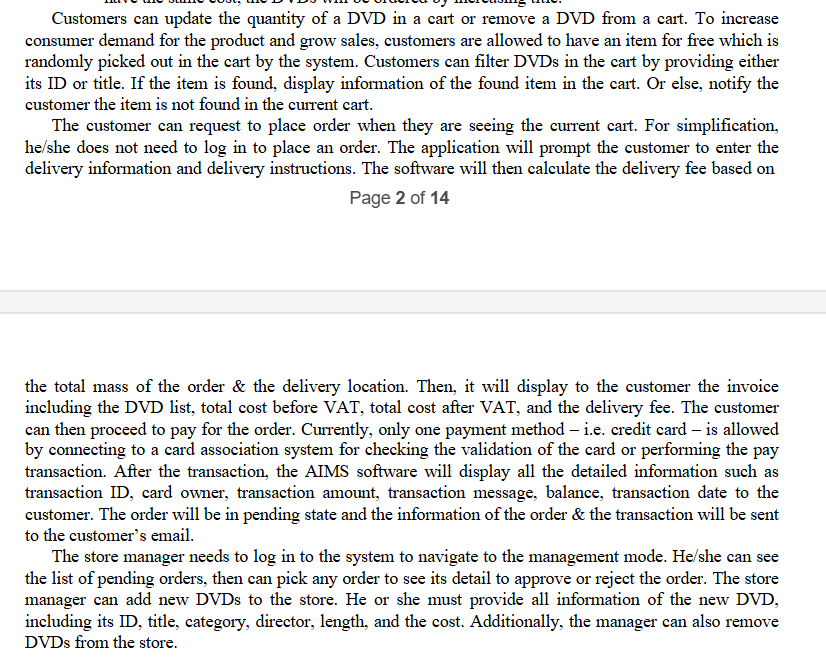 have the same cost, the DVDs will be ordered by increasing title.
Customers can update the quantity of a DVD in a cart or remove a DVD from a cart. To increase
consumer demand for the product and grow sales, customers are allowed to have an item for free which is
randomly picked out in the cart by the system. Customers can filter DVDs in the cart by providing either
its ID or title. If the item is found, display information of the found item in the cart. Or else, notify the
customer the item is not found in the current cart.
The customer can request to place order when they are seeing the current cart. For simplification,
he/she does not need to log in to place an order. The application will prompt the customer to enter the
delivery information and delivery instructions. The software will then calculate the delivery fee based on
Page 2 of 14
the total mass of the order & the delivery location. Then, it will display to the customer the invoice
including the DVD list, total cost before VAT, total cost after VAT, and the delivery fee. The customer
can then proceed to pay for the order. Currently, only one payment method – i.e. credit card – is allowed
by connecting to a card association system for checking the validation of the card or performing the pay
transaction. After the transaction, the AIMS software will display all the detailed information such as
transaction ID, card owner, transaction amount, transaction message, balance, transaction date to the
customer. The order will be in pending state and the information of the order & the transaction will be sent
to the customer’s email.
The store manager needs to log in to the system to navigate to the management mode. He/she can see
the list of pending orders, then can pick any order to see its detail to approve or reject the order. The store
manager can add new DVDs to the store. He or she must provide all information of the new DVD,
including its ID, title, category, director, length, and the cost. Additionally, the manager can also remove
DVDs from the store.